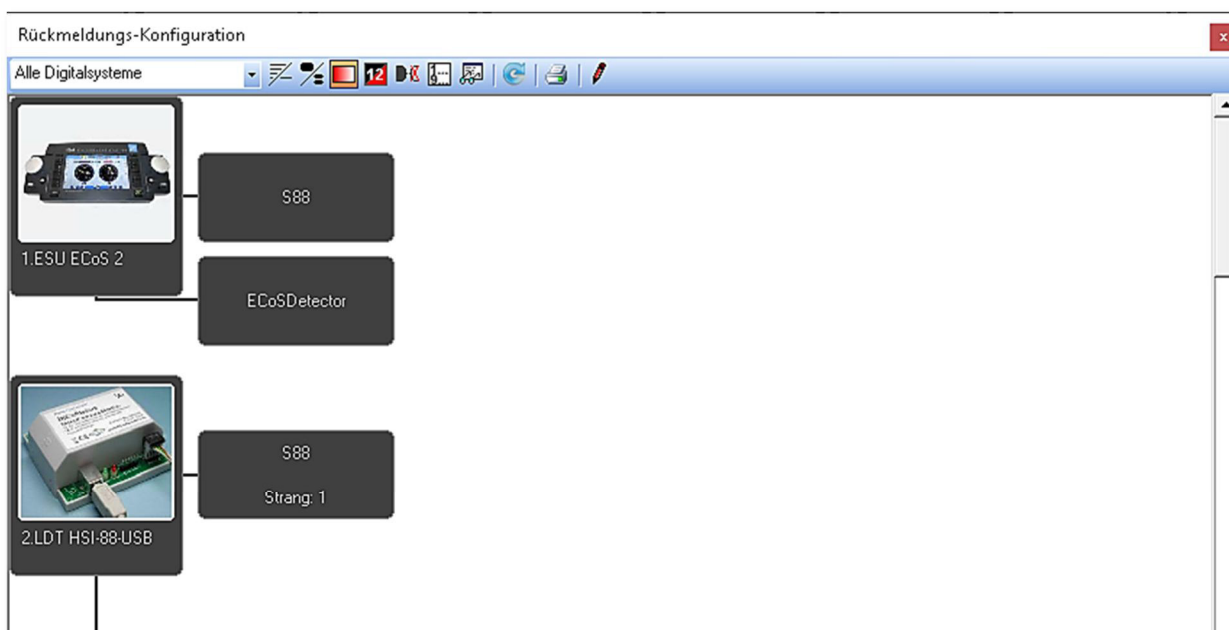 Rückmeldungs-Konfiguration
Alle Digitalsysteme
12
S88
1.ESU ECoS 2
ECoSDetector
S88
Strang: 1
2.LDT HSI-88-USB